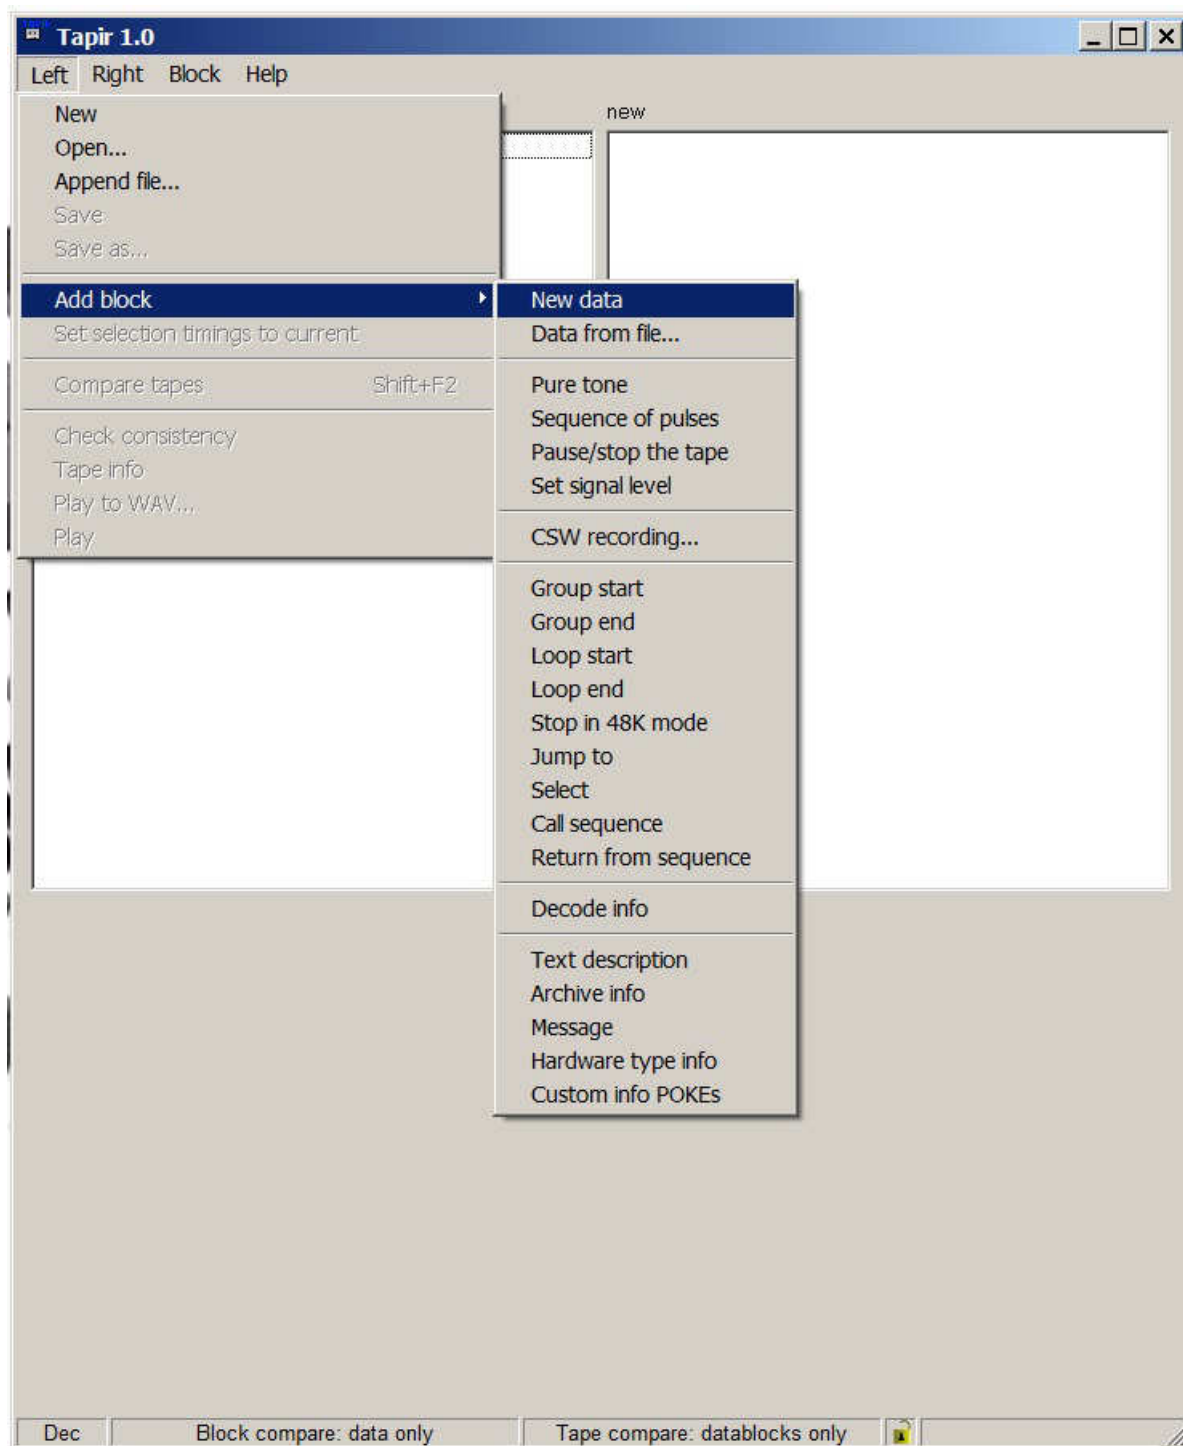 Tapir 1.0
Left Right Block Help
New
Open...
Append file...
Save
Save as...
Add block
Set selection timings to current
Compare tapes Shift+F2
Check consistency
Tape info
Play to WAV...
Play
new
New data
Data from file...
Pure tone
Sequence of pulses
Pause/stop the tape
Set signal level
CSW recording...
Group start
Group end
Loop start
Loop end
Stop in 48K mode
Jump to
Select
Call sequence
Return from sequence
Decode info
Text description
Archive info
Message
Hardware type info
Custom info POKEs
Dec Block compare: data only Tape compare: datablocks only